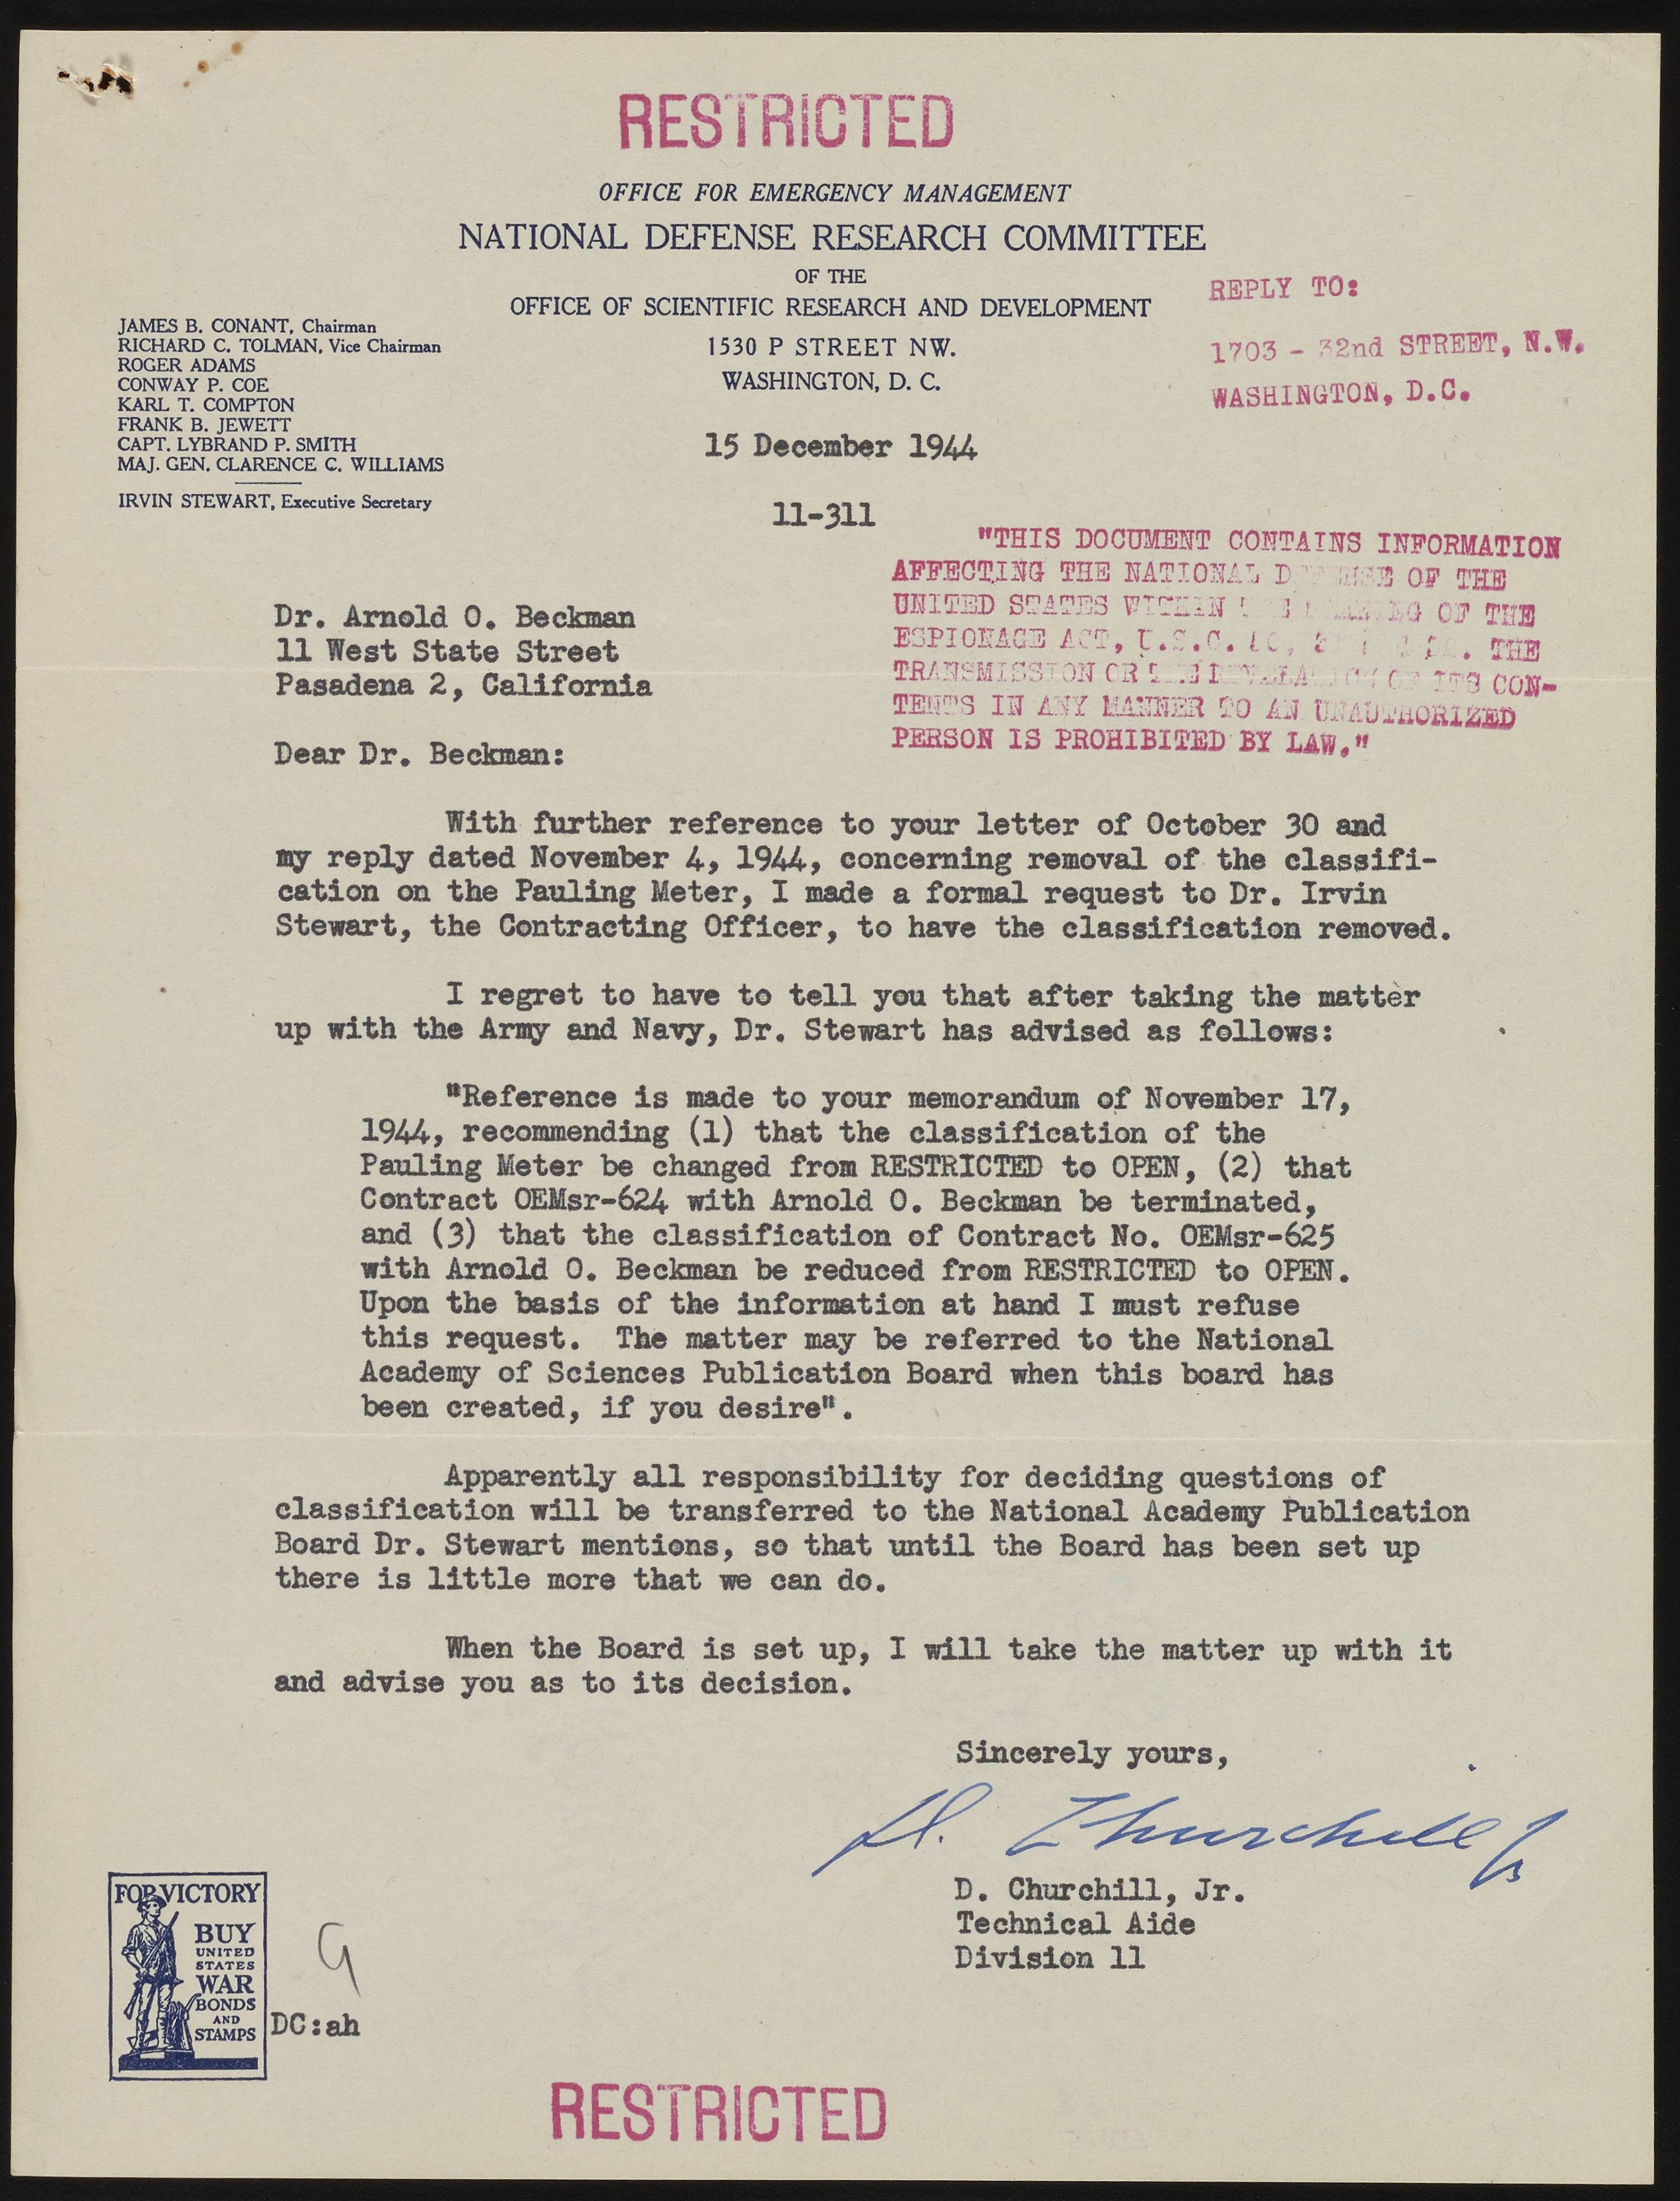 RESTRICTED
OFFICE FOR EMERGENCY MANAGEMENT
NATIONAL DEFENSE RESEARCH COMMITTEE
OF THE
OFFICE OF SCIENTIFIC RESEARCH AND DEVELOPMENT
1530 P STREET NW.
WASHINGTON, D. C.
REPLY TO:
1703 - 32nd STREET, N.W.
WASHINGTON, D.C.
JAMES B. CONANT, Chairman
RICHARD C. TOLMAN, Vice Chairman
ROGER ADAMS
CONWAY P. COE
KARL T. COMPTON
FRANK B. JEWETT
CAPT. LYBRAND P. SMITH
MAJ. GEN. CLARENCE C. WILLIAMS
IRVIN STEWART, Executive Secretary
15 December 1944
11-311
"THIS DOCUMENT CONTAINS INFORMATION
AFFECTING THE NATIONAL DEFENSE OF THE
UNITED STATES WITHIN THE MEANING OF THE
ESPIONAGE ACT, U.S.C. THE
TRANSMISSION OR THE REVELATION OF ITS CON-
TENTS IN ANY MANNER TO AN UNAUTHORIZED
PERSON IS PROHIBITED BY LAW."
Dr. Arnold O. Beckman
11 West State Street
Pasadena 2, California
Dear Dr. Beckman:
With further reference to your letter of October 30 and
my reply dated November 4, 1944, concerning removal of the classifi-
cation on the Pauling Meter, I made a formal request to Dr. Irvin
Stewart, the Contracting Officer, to have the classification removed.
I regret to have to tell you that after taking the matter
up with the Army and Navy, Dr. Stewart has advised as follows:
"Reference is made to your memorandum of November 17,
1944, recommending (1) that the classification of the
Pauling Meter be changed from RESTRICTED to OPEN, (2) that
Contract OEMsr-624 with Arnold O. Beckman be terminated,
and (3) that the classification of Contract No. OEMsr-625
with Arnold O. Beckman be reduced from RESTRICTED to OPEN.
Upon the basis of the information at hand I must refuse
this request. The matter may be referred to the National
Academy of Sciences Publication Board when this board has
been created, if you desire".
Apparently all responsibility for deciding questions of
classification will be transferred to the National Academy Publication
Board Dr. Stewart mentions, so that until the Board has been set up
there is little more that we can do.
When the Board is set up, I will take the matter up with it
and advise you as to its decision.
Sincerely yours,
D. Churchill Jr
D. Churchill, Jr.
Technical Aide
Division 11
FOR VICTORY
BUY
UNITED
STATES
WAR
BONDS
AND
STAMPS
DC:ah
RESTRICTED